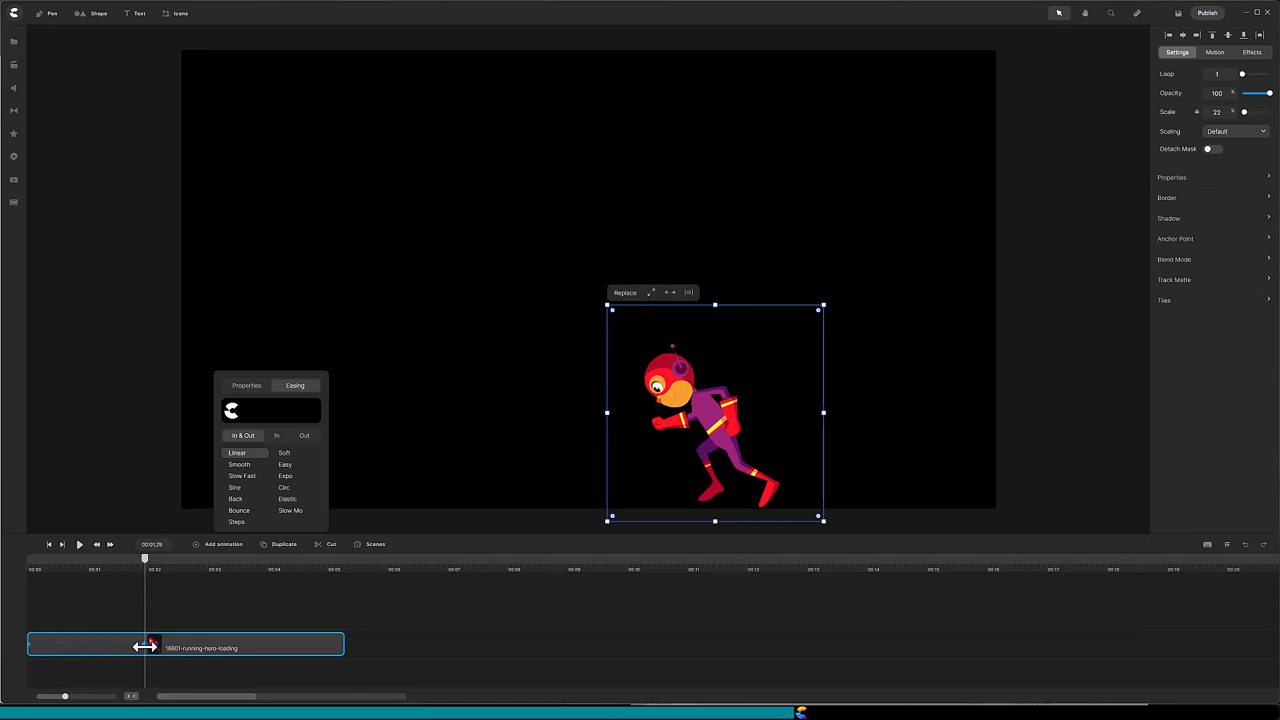 Pen Shape Text Icons Publish
Settings Motion Effects
Loop 1
Opacity 100 %
Scale 22 %
Scaling Default
Detach Mask
Properties
Border
Shadow
Anchor Point
Blend Mode
Track Matte
Tiles
Replace
Properties Easing
In & Out In Out
Linear Soft
Smooth Easy
Slow Fast Expo
Sine Circ
Back Elastic
Bounce Slow Mo
Steps
00:01,29 Add animation Duplicate Cut Scenes
00:00 00:01 00:02 00:03 00:04 00:05 00:06 00:07 00:08 00:09 00:10 00:11 00:12 00:13 00:14 00:15 00:16 00:17 00:18 00:19 00:20
16801-running-hero-loading